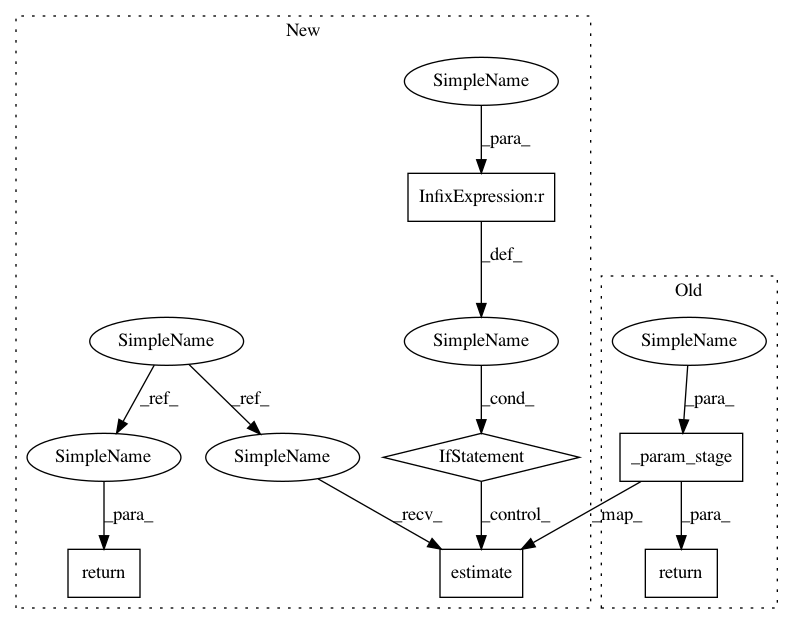 New
SimpleName
_para_
InfixExpression:r
_def_
Old
SimpleName
SimpleName
SimpleName
_ref_
_ref_
_cond_
_para_
SimpleName
SimpleName
IfStatement
_param_stage
_para_
_recv_
_control_
_map_
_para_
return
estimate
return